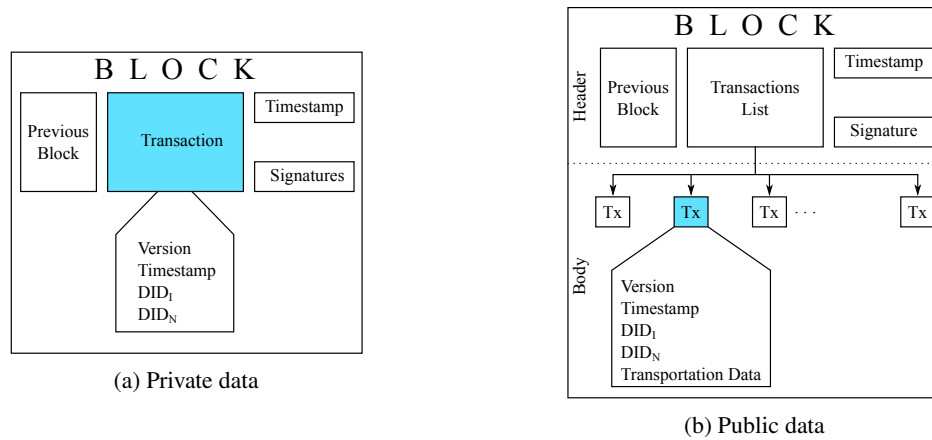 B L O C K
Previous
Block
Transaction
Timestamp
Signatures
Version
Timestamp
DID_I
DID_N
(a) Private data
B L O C K
Header
Previous
Block
Transactions
List
Timestamp
Signature
Body
Tx
Tx
Tx
. . .
Tx
Version
Timestamp
DID_I
DID_N
Transportation Data
(b) Public data